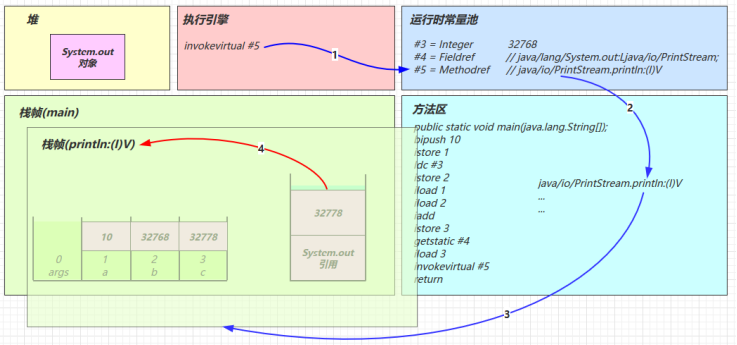 堆
System.out
对象
执行引擎
invokevirtual #5
1
运行时常量池
#3 = Integer 32768
#4 = Fieldref // java/lang/System.out:Ljava/io/PrintStream;
#5 = Methodref // java/io/PrintStream.println:(I)V
2
栈帧(main)
栈帧(println:(I)V)
4
32778
System.out
引用
10 32768 32778
0 1 2 3
args a b c
方法区
public static void main(java.lang.String[]);
bipush 10
istore 1
ldc #3
istore 2
iload 1
iload 2
iadd
istore 3
getstatic #4
iload 3
invokevirtual #5
return
java/io/PrintStream.println:(I)V
...
...
3